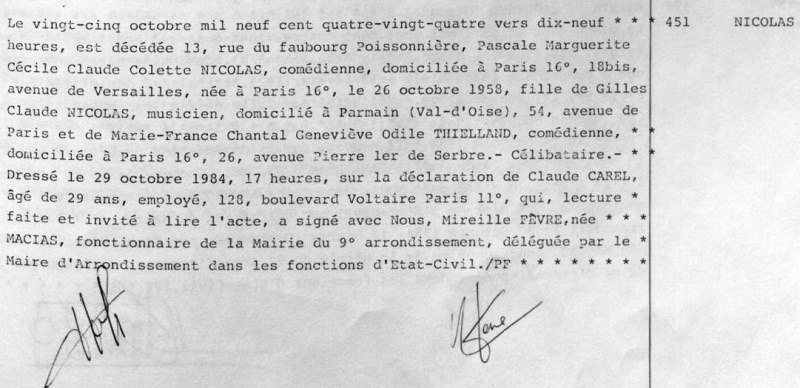 Le vingt-cinq octobre mil neuf cent quatre-vingt-quatre vers dix-neuf * * * 451 NICOLAS
heures, est décédée 13, rue du faubourg Poissonnière, Pascale Marguerite
Cécile Claude Colette NICOLAS, comédienne, domiciliée à Paris 16°, 18bis,
avenue de Versailles, née à Paris 16°, le 26 octobre 1958, fille de Gilles
Claude NICOLAS, musicien, domicilié à Parmain (Val-d'Oise), 54, avenue de
Paris et de Marie-France Chantal Geneviève Odile THIELLAND, comédienne, * *
domiciliée à Paris 16°, 26, avenue Pierre 1er de Serbre.- Célibataire.- * *
Dressé le 29 octobre 1984, 17 heures, sur la déclaration de Claude CAREL,
âgé de 29 ans, employé, 128, boulevard Voltaire Paris 11°, qui, lecture *
faite et invité à lire l'acte, a signé avec Nous, Mireille FÈVRE,née * * *
MACIAS, fonctionnaire de la Mairie du 9° arrondissement, déléguée par le *
Maire d'Arrondissement dans les fonctions d'Etat-Civil./PF * * * * * * * *